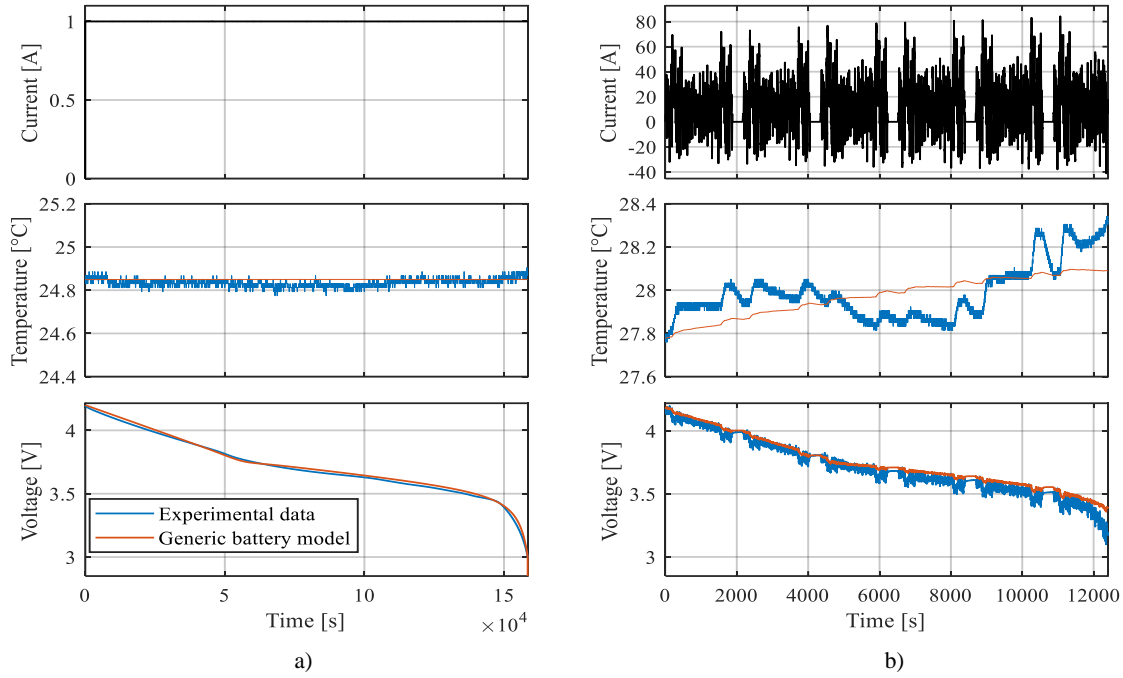 Current [A]
1
0.5
0
Temperature [°C]
25.2
25
24.8
24.6
24.4
Voltage [V]
4
3.5
3
Experimental data
Generic battery model
0 5 10 15
×10⁴
Time [s]
a)
Current [A]
80
60
40
20
0
-20
-40
Temperature [°C]
28.4
28.2
28
27.8
27.6
Voltage [V]
4
3.5
3
0 2000 4000 6000 8000 10000 12000
Time [s]
b)